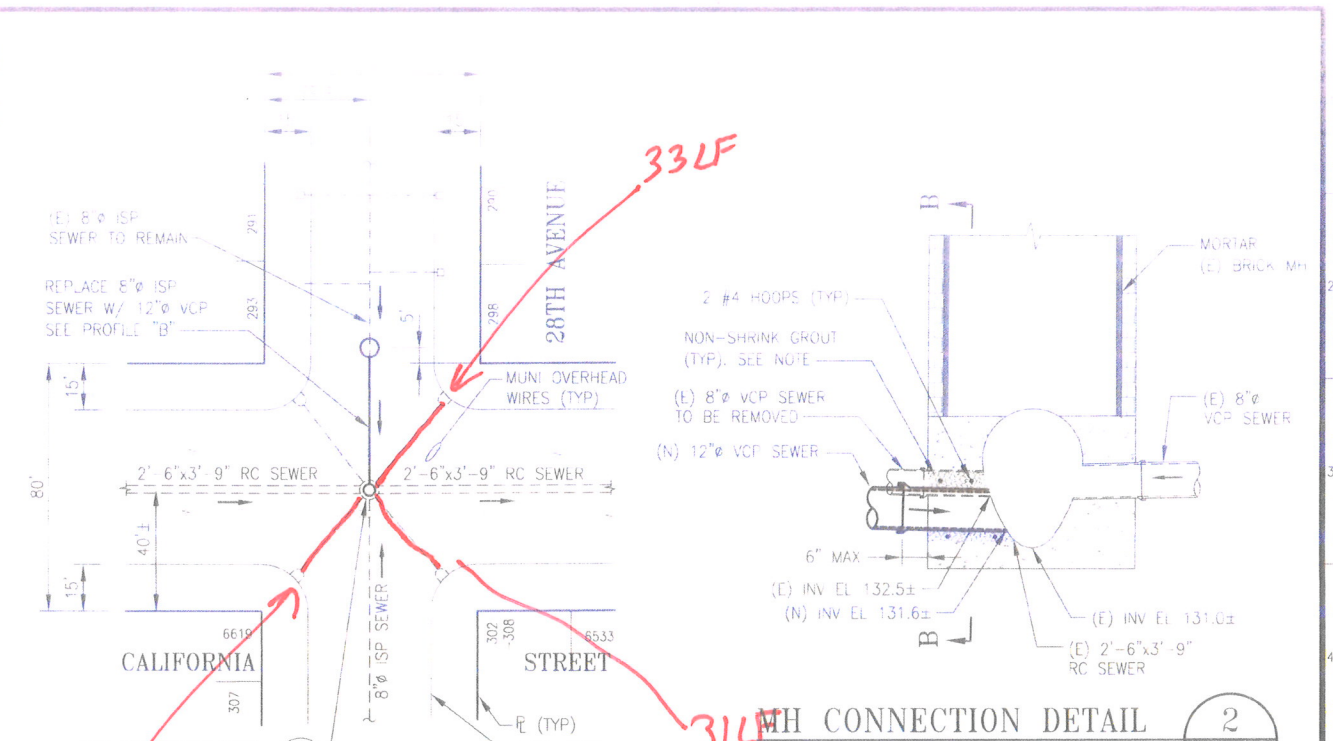 33LF
(E) 8"ø ISP
SEWER TO REMAIN
REPLACE 8"ø ISP
SEWER W/ 12"ø VCP
SEE PROFILE "B"
291
293
290
298
28TH AVENUE
5'
MUNI OVERHEAD
WIRES (TYP)
15'
80'
40'±
15'
2'-6"x3'-9" RC SEWER
2'-6"x3'-9" RC SEWER
8"ø ISP SEWER
6619
302
-308
6533
CALIFORNIA
STREET
307
PL (TYP)
31LF
B
MORTAR
(E) BRICK MH
2 #4 HOOPS (TYP)
NON-SHRINK GROUT
(TYP). SEE NOTE
(E) 8"ø VCP SEWER
TO BE REMOVED
(N) 12"ø VCP SEWER
(E) 8"ø
VCP SEWER
6" MAX
(E) INV EL 132.5±
(N) INV EL 131.6±
(E) INV EL 131.0±
(E) 2'-6"x3'-9"
RC SEWER
B
MH CONNECTION DETAIL
2
2
3
4